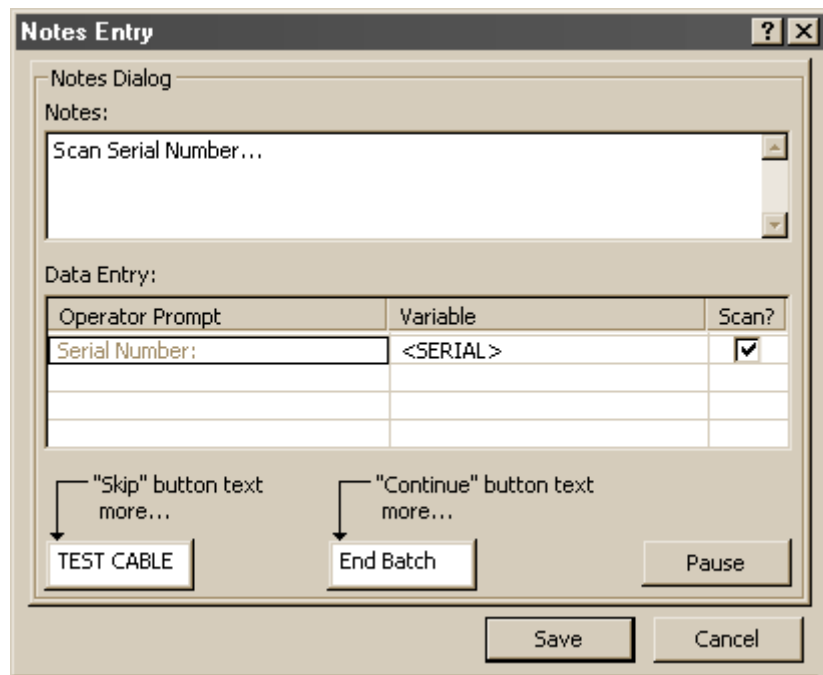 Notes Entry
Notes Dialog
Notes:
Scan Serial Number...
Data Entry:
Operator Prompt Variable Scan?
Serial Number: <SERIAL>
"Skip" button text "Continue" button text
more... more...
TEST CABLE End Batch Pause
Save Cancel